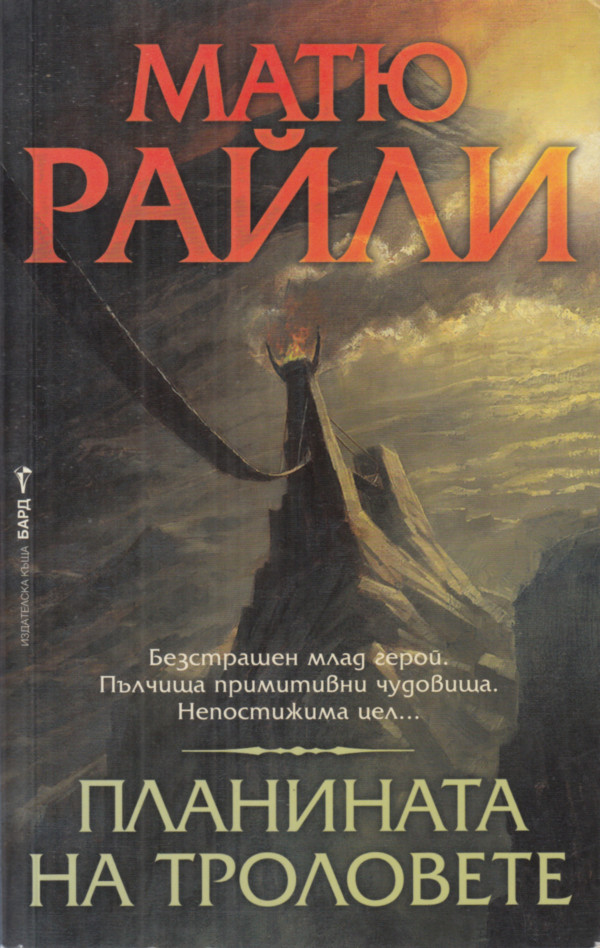 МАТЮ
РАЙЛИ
ИЗДАТЕЛСКА КЪЩА БАРД
Безстрашен млад герой.
Пълчища примитивни чудовища.
Непостижима цел...
ПЛАНИНАТА
НА ТРОЛОВЕТЕ